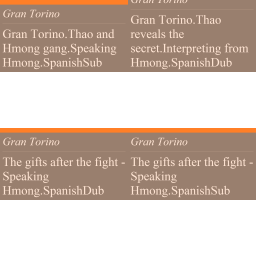 Gran Torino
Gran Torino.Thao and
Hmong gang.Speaking
Hmong.SpanishSub
Gran Torino
Gran Torino.Thao
reveals the
secret.Interpreting from
Hmong.SpanishDub
Gran Torino
The gifts after the fight -
Speaking
Hmong.SpanishDub
Gran Torino
The gifts after the fight -
Speaking
Hmong.SpanishSub